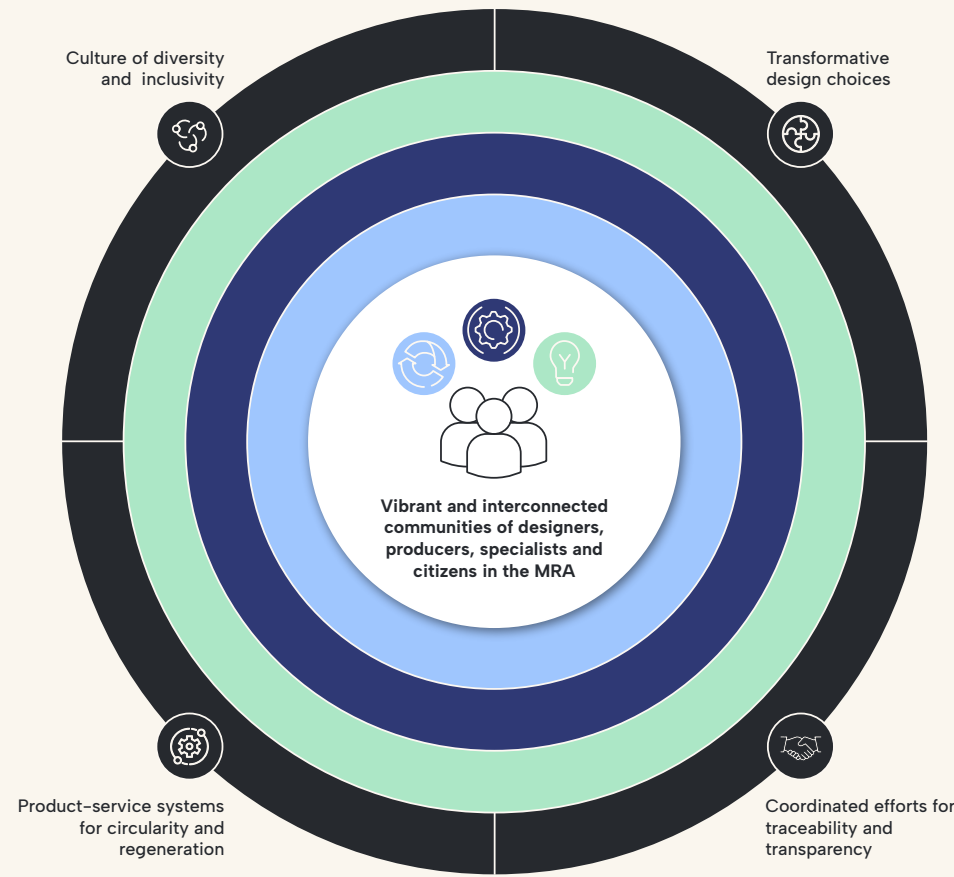 Culture of diversity
and inclusivity
Transformative
design choices
Vibrant and interconnected
communities of designers,
producers, specialists and
citizens in the MRA
Product-service systems
for circularity and
regeneration
Coordinated efforts for
traceability and
transparency